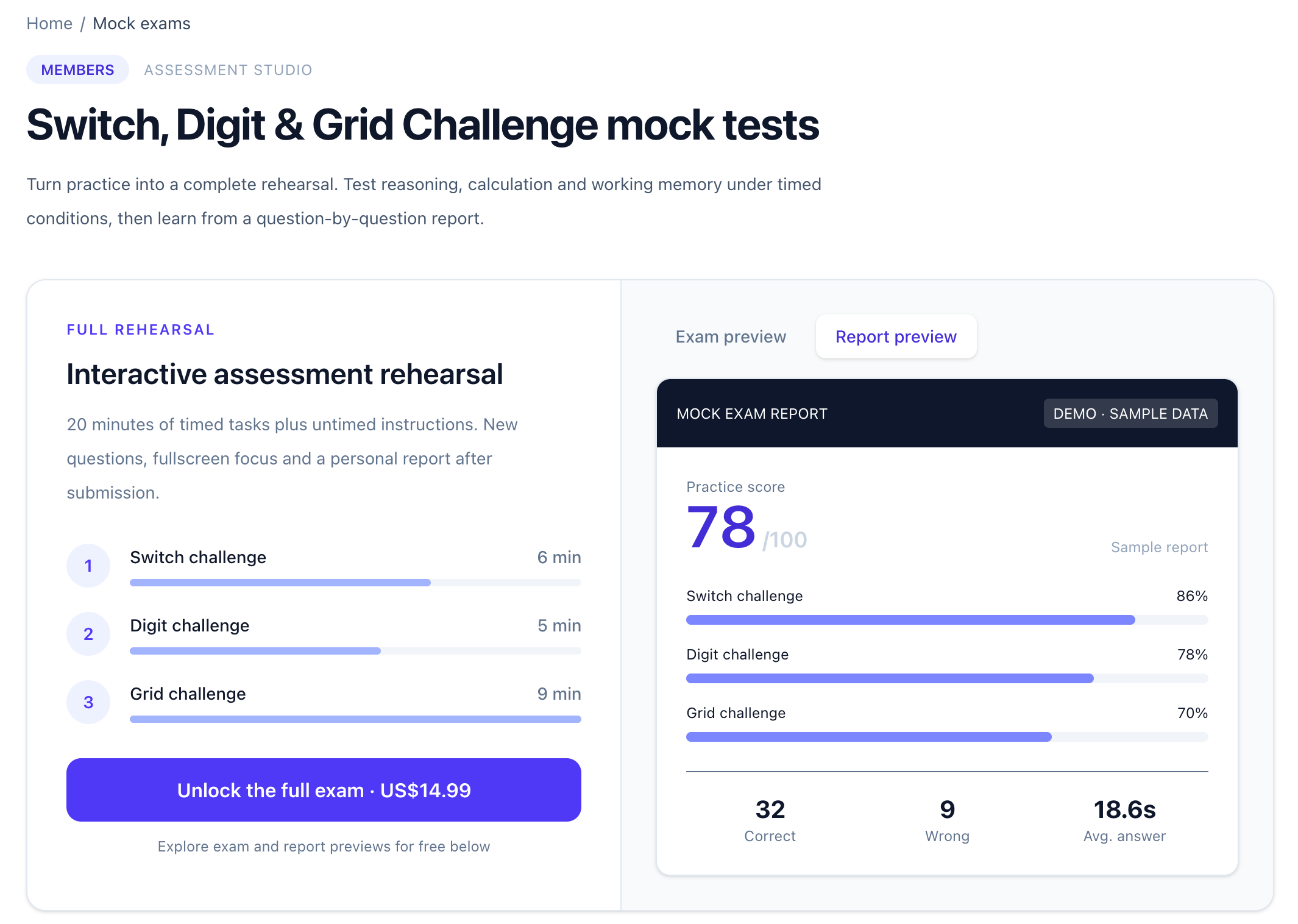 Home / Mock exams
MEMBERS ASSESSMENT STUDIO
Switch, Digit & Grid Challenge mock tests
Turn practice into a complete rehearsal. Test reasoning, calculation and working memory under timed
conditions, then learn from a question-by-question report.
FULL REHEARSAL
Interactive assessment rehearsal
20 minutes of timed tasks plus untimed instructions. New
questions, fullscreen focus and a personal report after
submission.
1 Switch challenge 6 min
2 Digit challenge 5 min
3 Grid challenge 9 min
Unlock the full exam · US$14.99
Explore exam and report previews for free below
Exam preview Report preview
MOCK EXAM REPORT DEMO · SAMPLE DATA
Practice score
78 /100
Sample report
Switch challenge 86%
Digit challenge 78%
Grid challenge 70%
32 9 18.6s
Correct Wrong Avg. answer